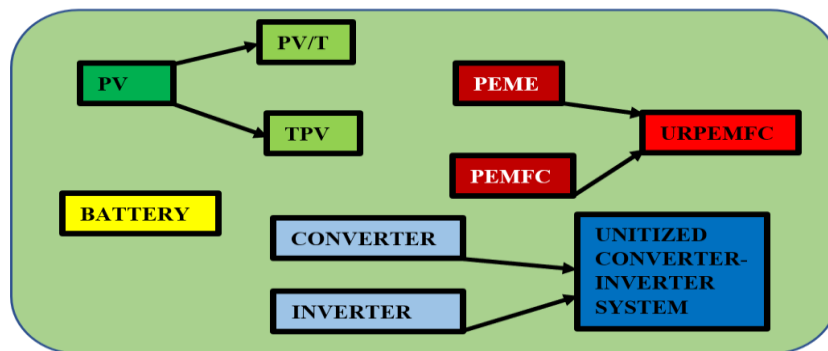 PV/T
PV
PEME
TPV
URPEMFC
PEMFC
BATTERY
CONVERTER
UNITIZED
CONVERTER-
INVERTER
SYSTEM
INVERTER